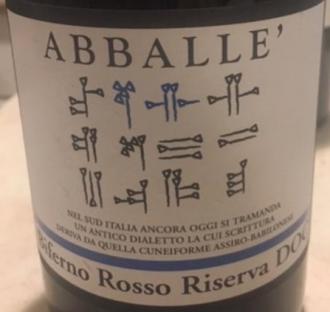 ABBALLE'
NEL SUD ITALIA ANCORA OGGI SI TRAMANDA
UN ANTICO DIALETTO LA CUI SCRITTURA
DERIVA DA QUELLA CUNEIFORME ASSIRO-BABILONESE
Biferno Rosso Riserva DOC